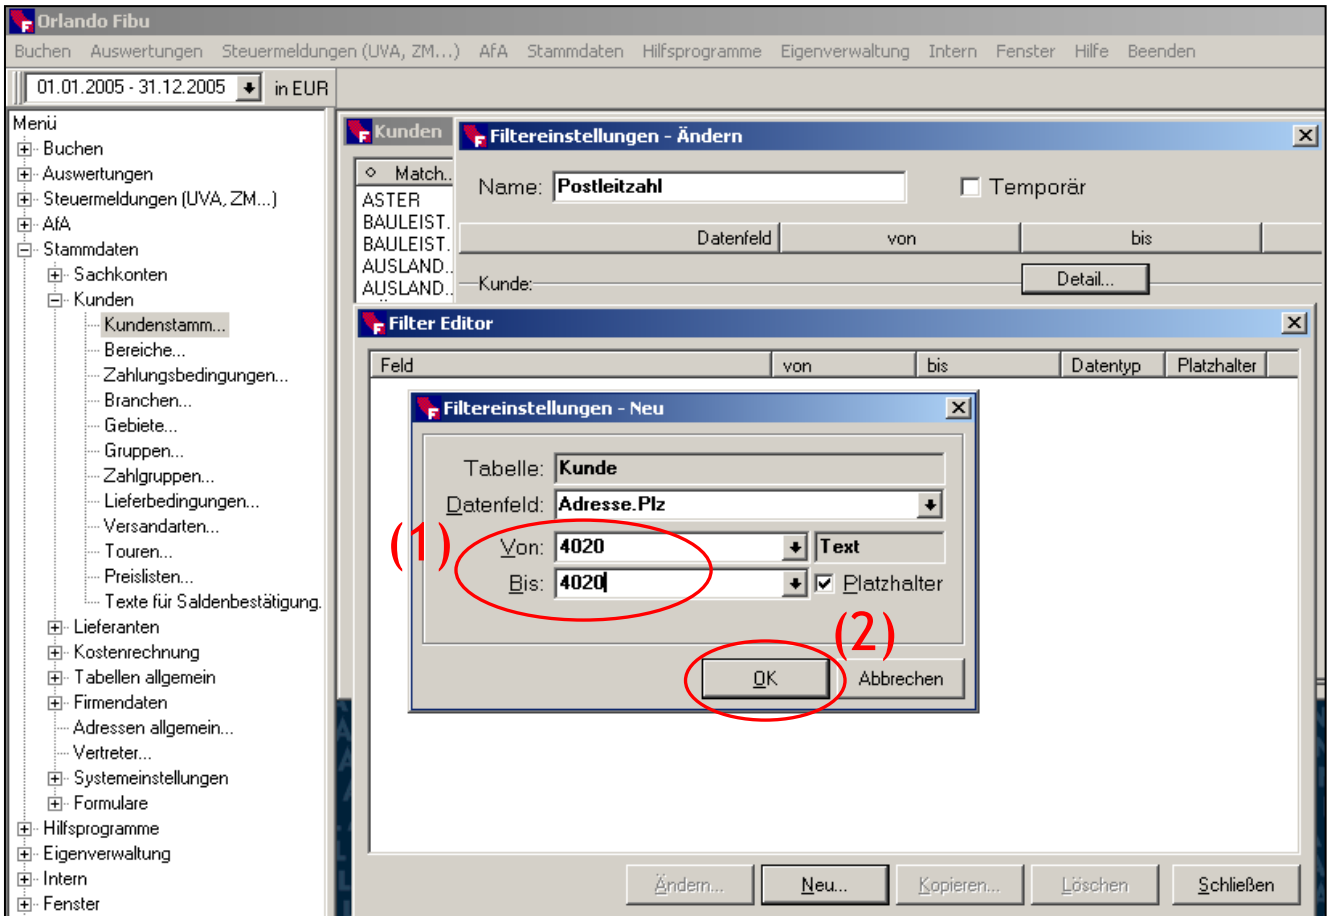 Orlando Fibu
Buchen Auswertungen Steuermeldungen (UVA, ZM...) AfA Stammdaten Hilfsprogramme Eigenverwaltung Intern Fenster Hilfe Beenden
01.01.2005 - 31.12.2005 in EUR
Menü
Buchen
Auswertungen
Steuermeldungen (UVA, ZM...)
AfA
Stammdaten
Sachkonten
Kunden
Kundenstamm...
Bereiche...
Zahlungsbedingungen...
Branchen...
Gebiete...
Gruppen...
Zahlgruppen...
Lieferbedingungen...
Versandarten...
Touren...
Preislisten...
Texte für Saldenbestätigung.
Lieferanten
Kostenrechnung
Tabellen allgemein
Firmendaten
Adressen allgemein...
Vertreter...
Systemeinstellungen
Formulare
Hilfsprogramme
Eigenverwaltung
Intern
Fenster
Kunden
Match..
ASTER
BAULEIST.
BAULEIST.
AUSLAND..
AUSLAND..
Filtereinstellungen - Ändern
Name: Postleitzahl Temporär
Datenfeld von bis
Kunde: Detail...
Filter Editor
Feld von bis Datentyp Platzhalter
Filtereinstellungen - Neu
Tabelle: Kunde
Datenfeld: Adresse.Plz
(1)
Von: 4020 Text
Bis: 4020 Platzhalter
(2)
OK Abbrechen
Ändern... Neu... Kopieren... Löschen Schließen